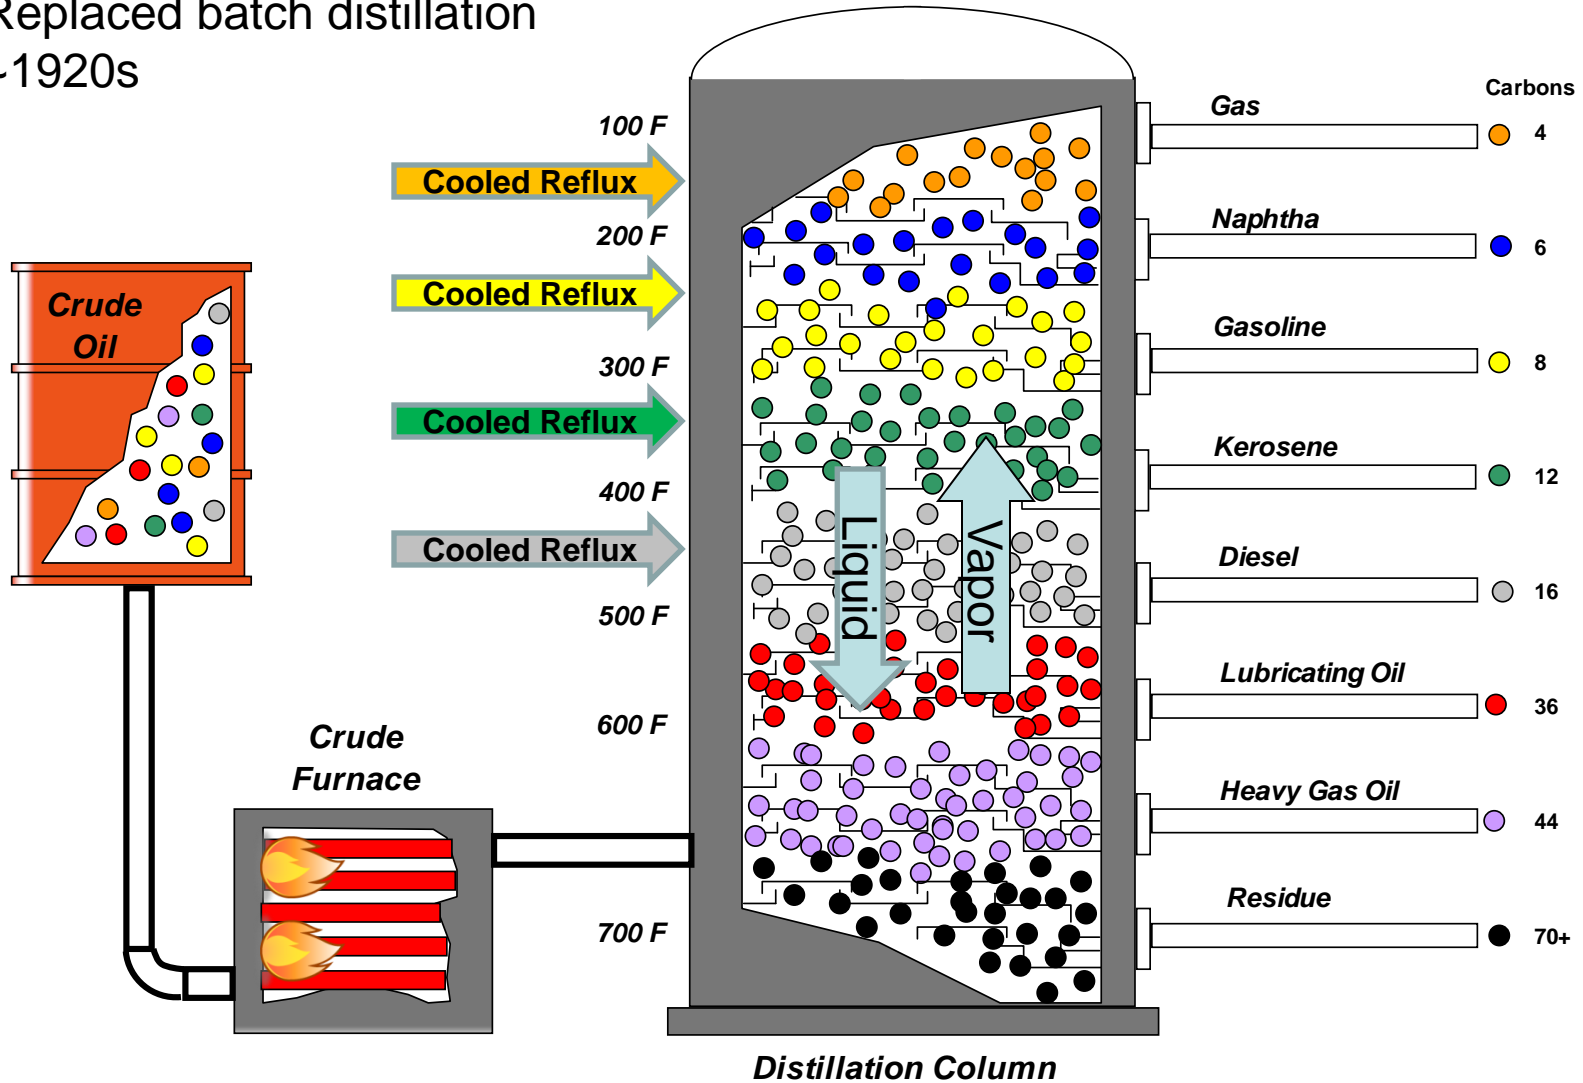 Replaced batch distillation
~1920s
Carbons
Gas
4
100 F
Cooled Reflux
Naphtha
6
200 F
Cooled Reflux
Crude
Oil
Gasoline
8
300 F
Cooled Reflux
Kerosene
12
400 F
Cooled Reflux
Liquid
Vapor
Diesel
16
500 F
Lubricating Oil
36
600 F
Crude
Furnace
Heavy Gas Oil
44
Residue
70+
700 F
Distillation Column